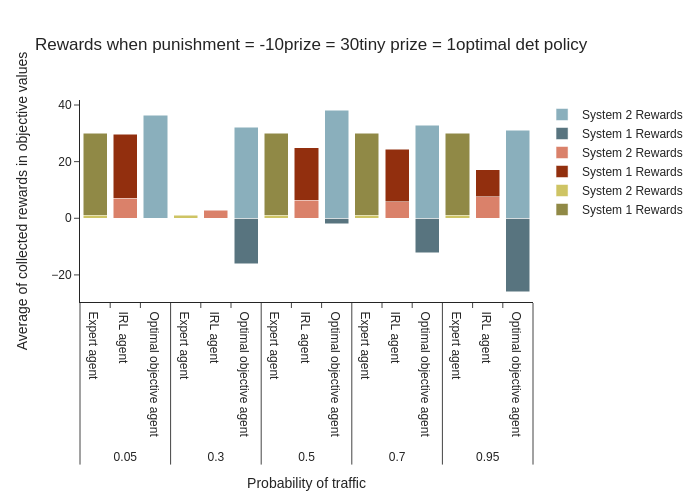 Rewards when punishment = -10prize = 30tiny prize = 1optimal det policy
Average of collected rewards in objective values
40
20
0
−20
System 2 Rewards
System 1 Rewards
System 2 Rewards
System 1 Rewards
System 2 Rewards
System 1 Rewards
Expert agent
IRL agent
Optimal objective agent
Expert agent
IRL agent
Optimal objective agent
Expert agent
IRL agent
Optimal objective agent
Expert agent
IRL agent
Optimal objective agent
Expert agent
IRL agent
Optimal objective agent
0.05
0.3
0.5
0.7
0.95
Probability of traffic